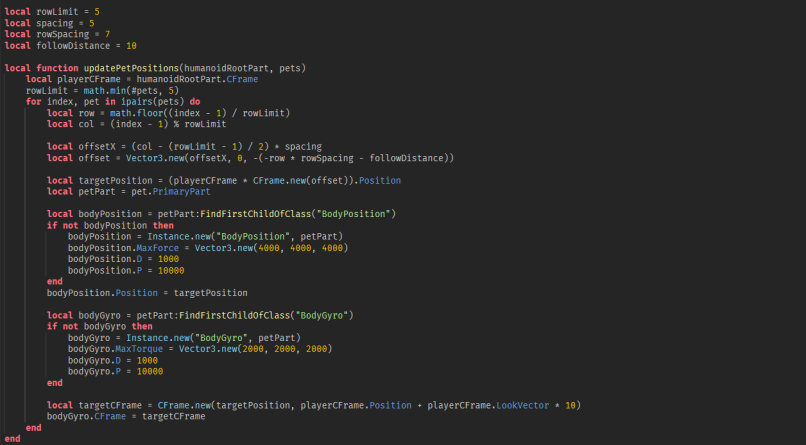 local rowLimit = 5
local spacing = 5
local rowSpacing = 7
local followDistance = 10

local function updatePetPositions(humanoidRootPart, pets)
    local playerCFrame = humanoidRootPart.CFrame
    rowLimit = math.min(#pets, 5)
    for index, pet in ipairs(pets) do
        local row = math.floor((index - 1) / rowLimit)
        local col = (index - 1) % rowLimit

        local offsetX = (col - (rowLimit - 1) / 2) * spacing
        local offset = Vector3.new(offsetX, 0, -(-row * rowSpacing - followDistance))

        local targetPosition = (playerCFrame * CFrame.new(offset)).Position
        local petPart = pet.PrimaryPart

        local bodyPosition = petPart:FindFirstChildOfClass("BodyPosition")
        if not bodyPosition then
            bodyPosition = Instance.new("BodyPosition", petPart)
            bodyPosition.MaxForce = Vector3.new(4000, 4000, 4000)
            bodyPosition.D = 1000
            bodyPosition.P = 10000
        end
        bodyPosition.Position = targetPosition

        local bodyGyro = petPart:FindFirstChildOfClass("BodyGyro")
        if not bodyGyro then
            bodyGyro = Instance.new("BodyGyro", petPart)
            bodyGyro.MaxTorque = Vector3.new(2000, 2000, 2000)
            bodyGyro.D = 1000
            bodyGyro.P = 10000
        end

        local targetCFrame = CFrame.new(targetPosition, playerCFrame.Position + playerCFrame.LookVector * 10)
        bodyGyro.CFrame = targetCFrame
    end
end